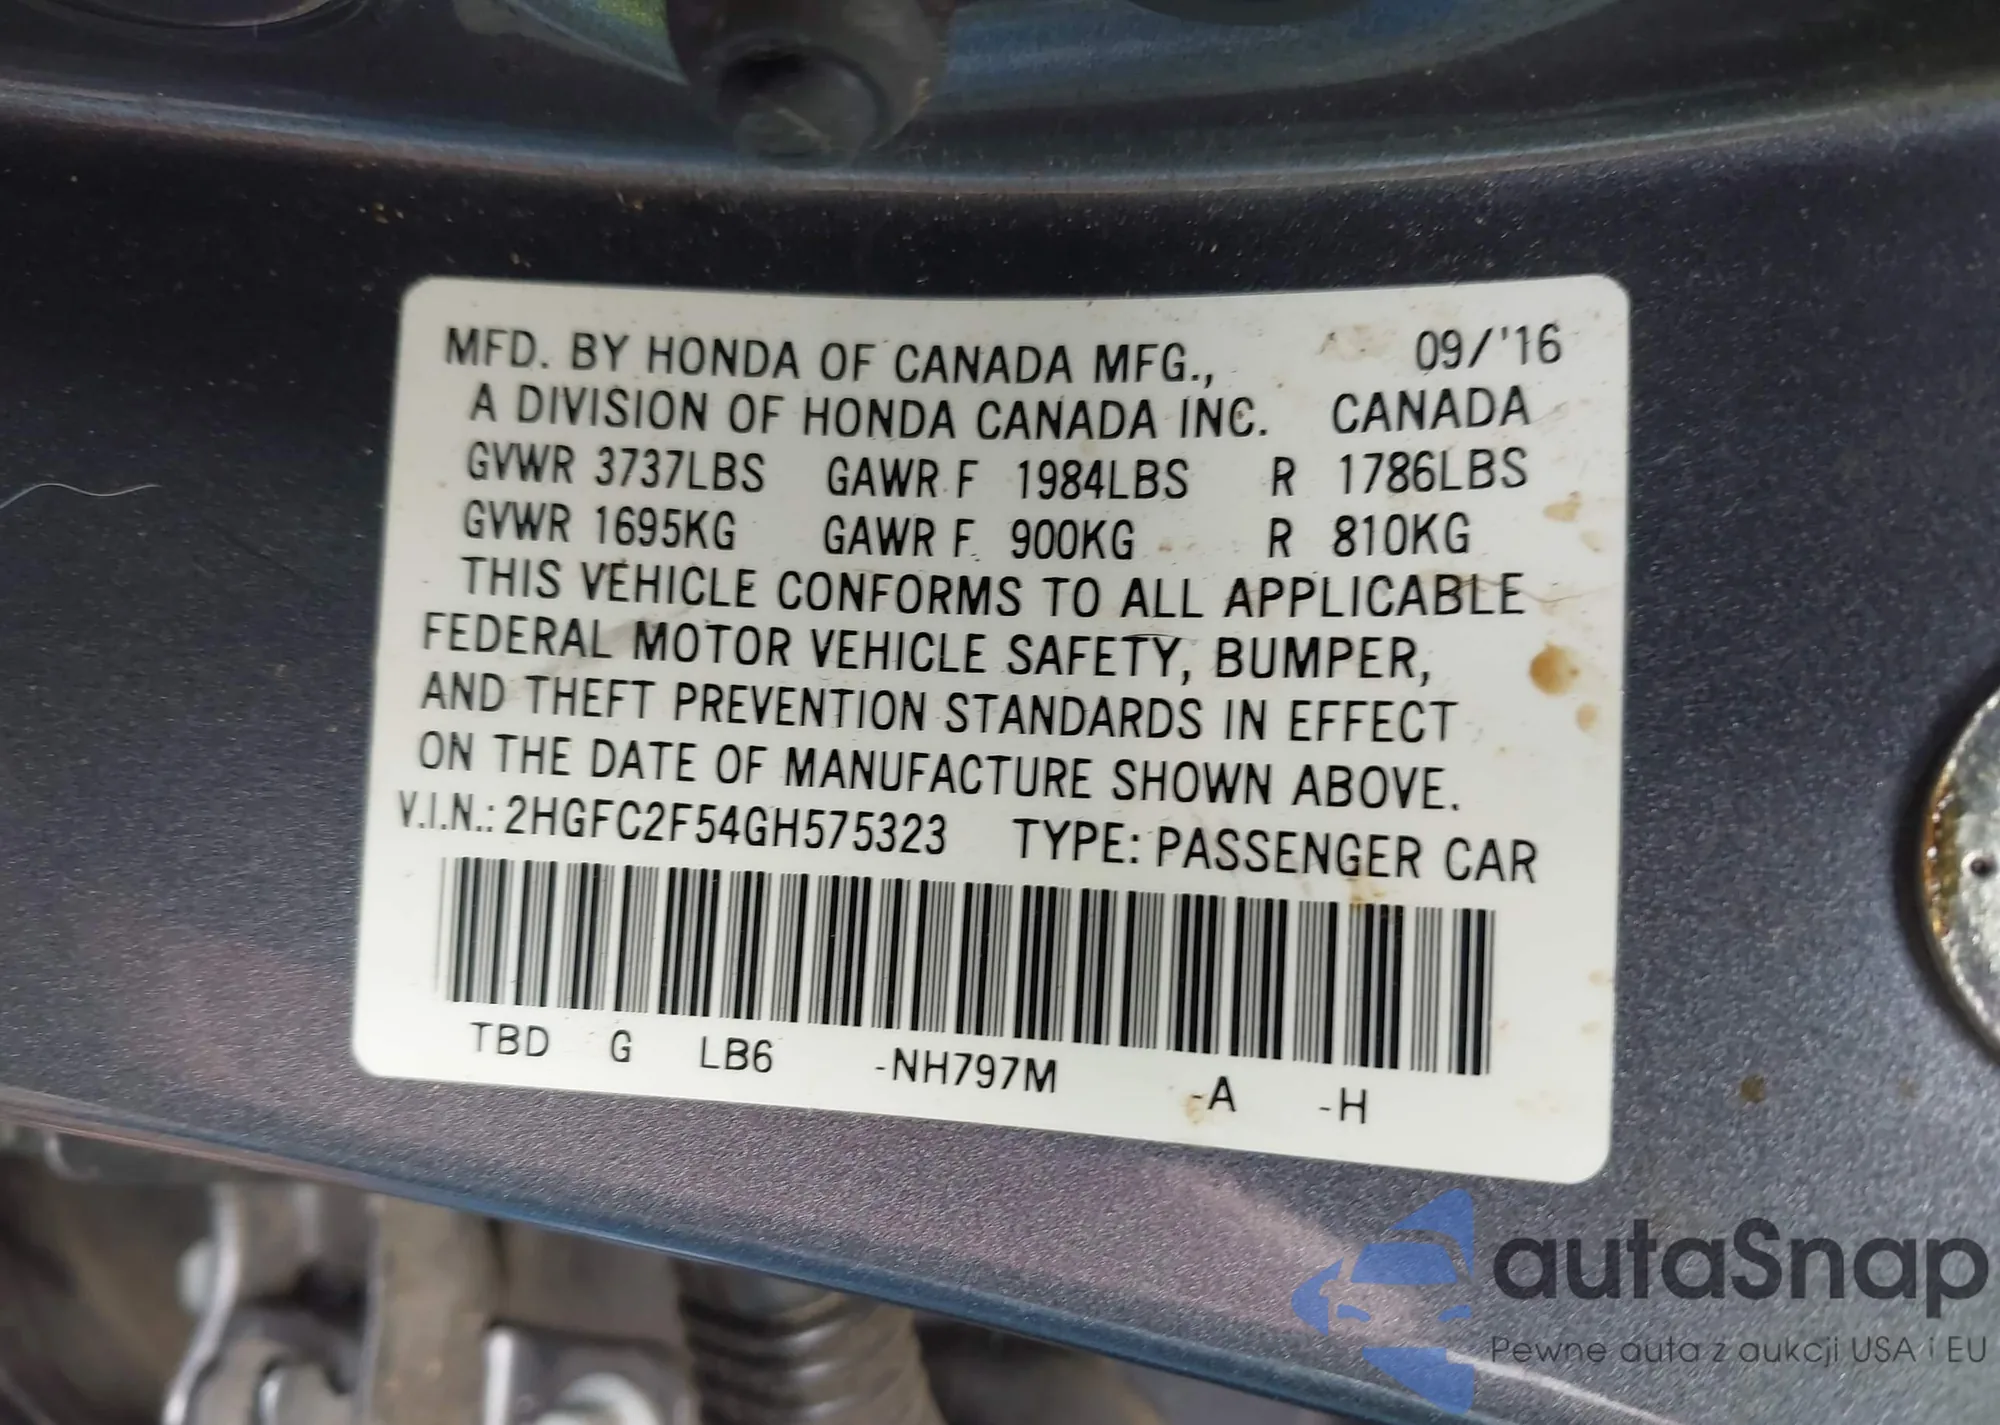 MFD. BY HONDA OF CANADA MFG., 09/'16
A DIVISION OF HONDA CANADA INC. CANADA
GVWR 3737LBS GAWR F 1984LBS R 1786LBS
GVWR 1695KG GAWR F 900KG R 810KG
THIS VEHICLE CONFORMS TO ALL APPLICABLE
FEDERAL MOTOR VEHICLE SAFETY, BUMPER,
AND THEFT PREVENTION STANDARDS IN EFFECT
ON THE DATE OF MANUFACTURE SHOWN ABOVE.
V.I.N.: 2HGFC2F54GH575323 TYPE: PASSENGER CAR
TBD G LB6 -NH797M -A -H
autaSnap
Pewne auta z aukcji USA i EU